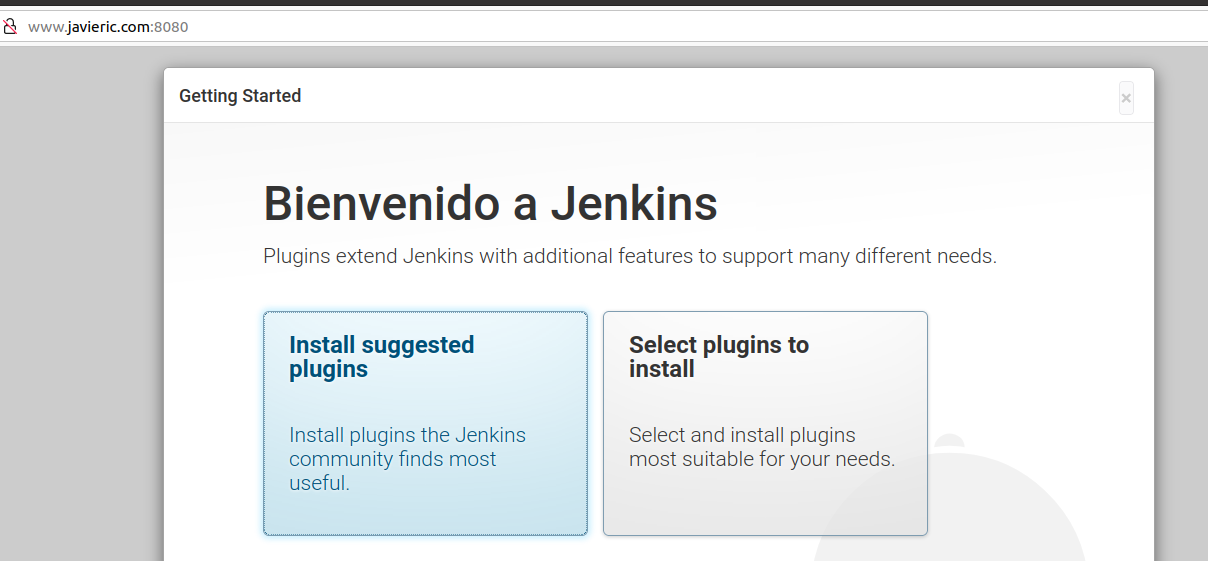 www.javieric.com:8080
Getting Started
×
Bienvenido a Jenkins
Plugins extend Jenkins with additional features to support many different needs.
Install suggested
plugins
Install plugins the Jenkins
community finds most
useful.
Select plugins to
install
Select and install plugins
most suitable for your needs.